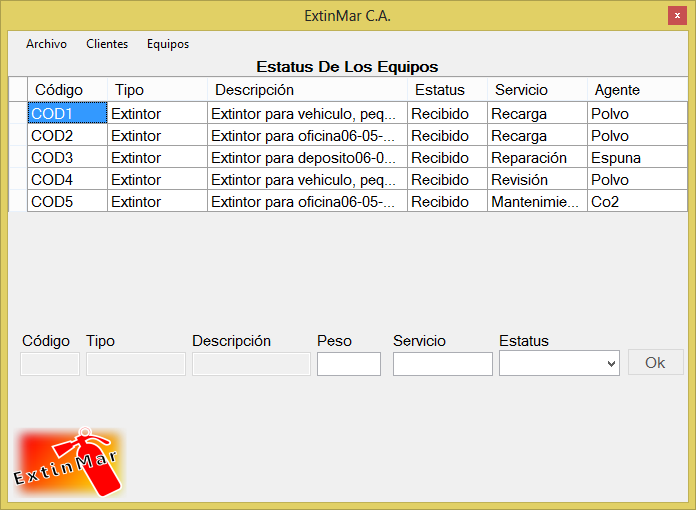 ExtinMar C.A.
x
Archivo Clientes Equipos
Estatus De Los Equipos
Código Tipo Descripción Estatus Servicio Agente
COD1 Extintor Extintor para vehiculo, peq... Recibido Recarga Polvo
COD2 Extintor Extintor para oficina06-05-... Recibido Recarga Polvo
COD3 Extintor Extintor para deposito06-0... Recibido Reparación Espuna
COD4 Extintor Extintor para vehiculo, peq... Recibido Revisión Polvo
COD5 Extintor Extintor para oficina06-05-... Recibido Mantenimie... Co2
Código Tipo Descripción Peso Servicio Estatus
Ok
ExtinMar